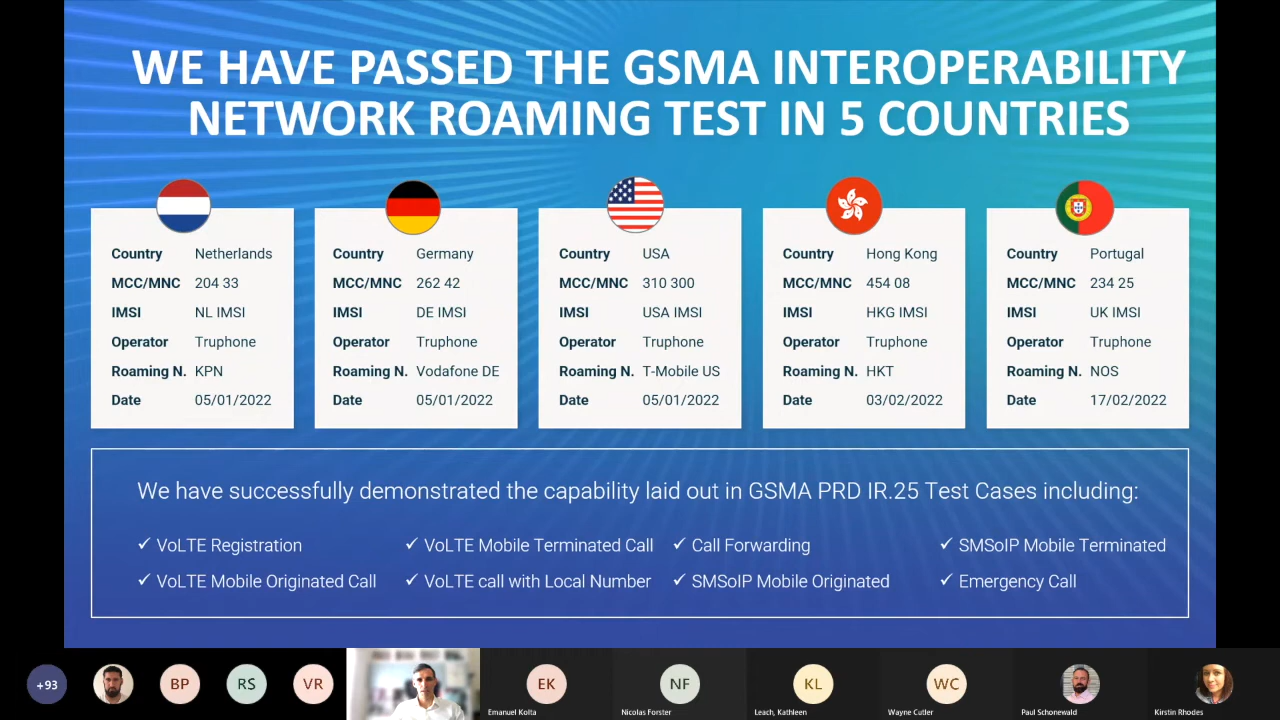 WE HAVE PASSED THE GSMA INTEROPERABILITY
NETWORK ROAMING TEST IN 5 COUNTRIES
Country Netherlands
MCC/MNC 204 33
IMSI NL IMSI
Operator Truphone
Roaming N. KPN
Date 05/01/2022
Country Germany
MCC/MNC 262 42
IMSI DE IMSI
Operator Truphone
Roaming N. Vodafone DE
Date 05/01/2022
Country USA
MCC/MNC 310 300
IMSI USA IMSI
Operator Truphone
Roaming N. T-Mobile US
Date 05/01/2022
Country Hong Kong
MCC/MNC 454 08
IMSI HKG IMSI
Operator Truphone
Roaming N. HKT
Date 03/02/2022
Country Portugal
MCC/MNC 234 25
IMSI UK IMSI
Operator Truphone
Roaming N. NOS
Date 17/02/2022
We have successfully demonstrated the capability laid out in GSMA PRD IR.25 Test Cases including:
✓ VoLTE Registration
✓ VoLTE Mobile Originated Call
✓ VoLTE Mobile Terminated Call
✓ VoLTE call with Local Number
✓ Call Forwarding
✓ SMSoIP Mobile Originated
✓ SMSoIP Mobile Terminated
✓ Emergency Call
+93
BP
RS
VR
EK
Emanuel Kolta
NF
Nicolas Forster
KL
Leach, Kathleen
WC
Wayne Cutler
Paul Schonewald
Kirstin Rhodes